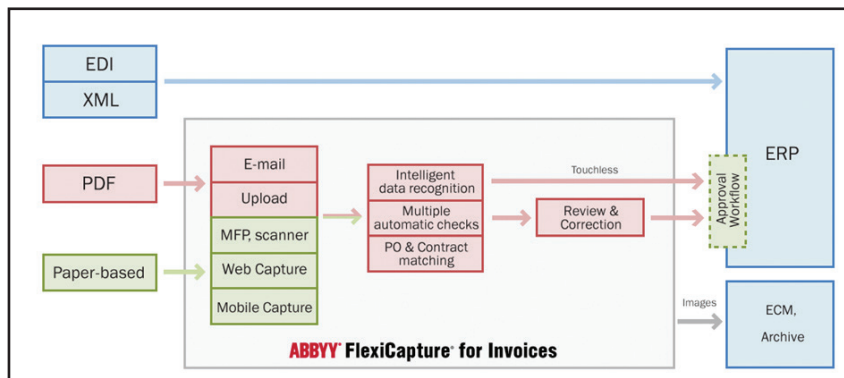 EDI
XML
PDF
Paper-based
E-mail
Upload
MFP, scanner
Web Capture
Mobile Capture
Intelligent
data recognition
Multiple
automatic checks
PO & Contract
matching
Touchless
Review &
Correction
Approval
Workflow
ERP
Images
ECM,
Archive
ABBYY® FlexiCapture® for Invoices